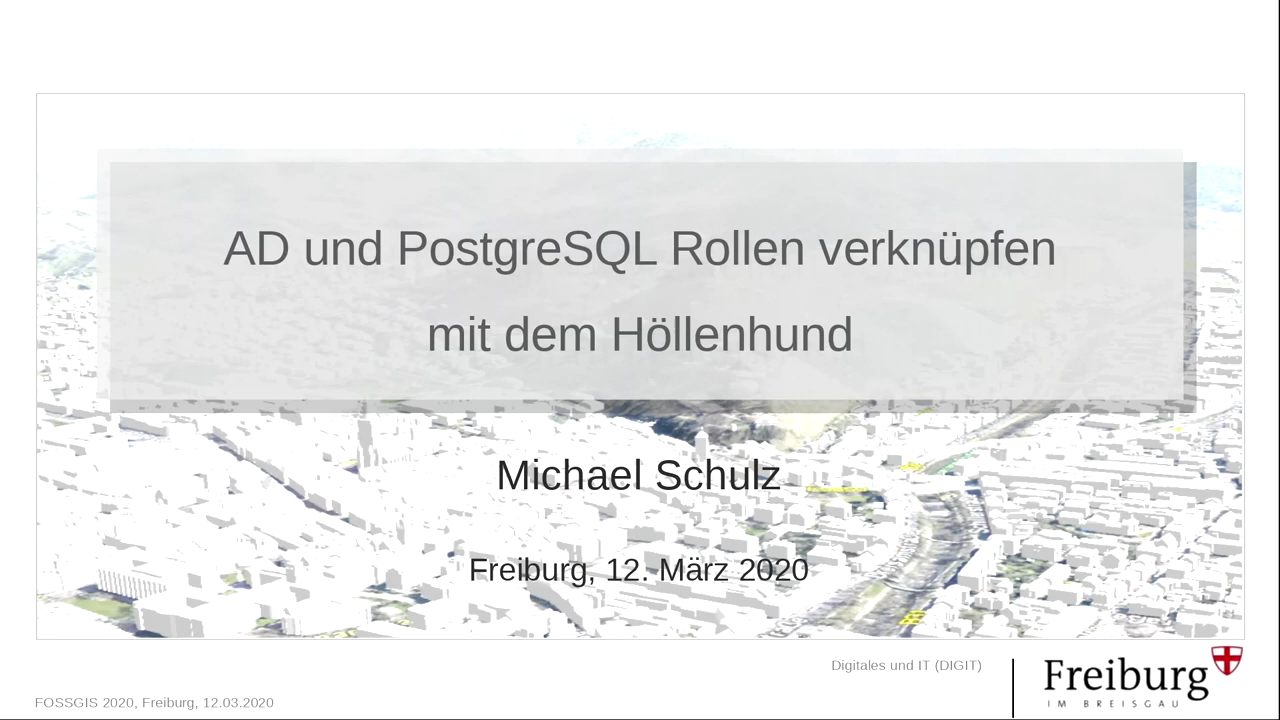 AD und PostgreSQL Rollen verknüpfen
mit dem Höllenhund
Michael Schulz
Freiburg, 12. März 2020
Digitales und IT (DIGIT)
Freiburg
IM BREISGAU
FOSSGIS 2020, Freiburg, 12.03.2020